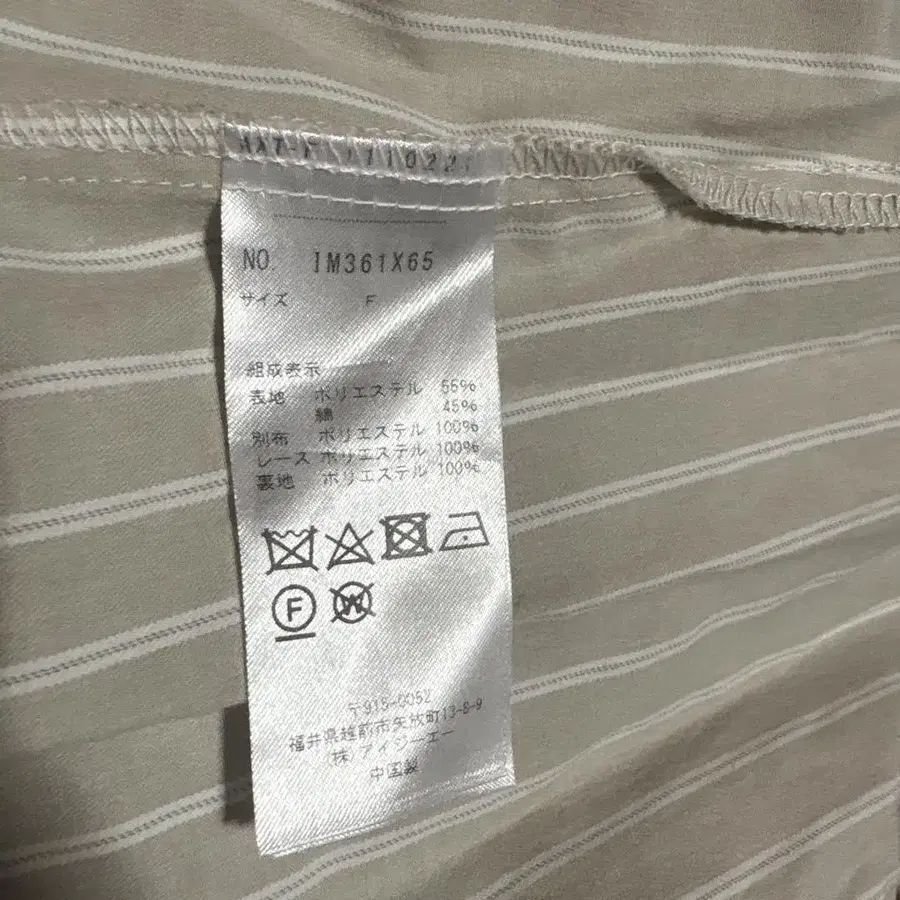 NO. IM361X65
サイズ F
組成表示
表地 ポリエステル 55%
綿 45%
別布 ポリエステル 100%
レース ポリエステル 100%
裏地 ポリエステル 100%
F
W
〒915-0052
福井県越前市矢放町13-8-9
㈱アイジーエー
中国製